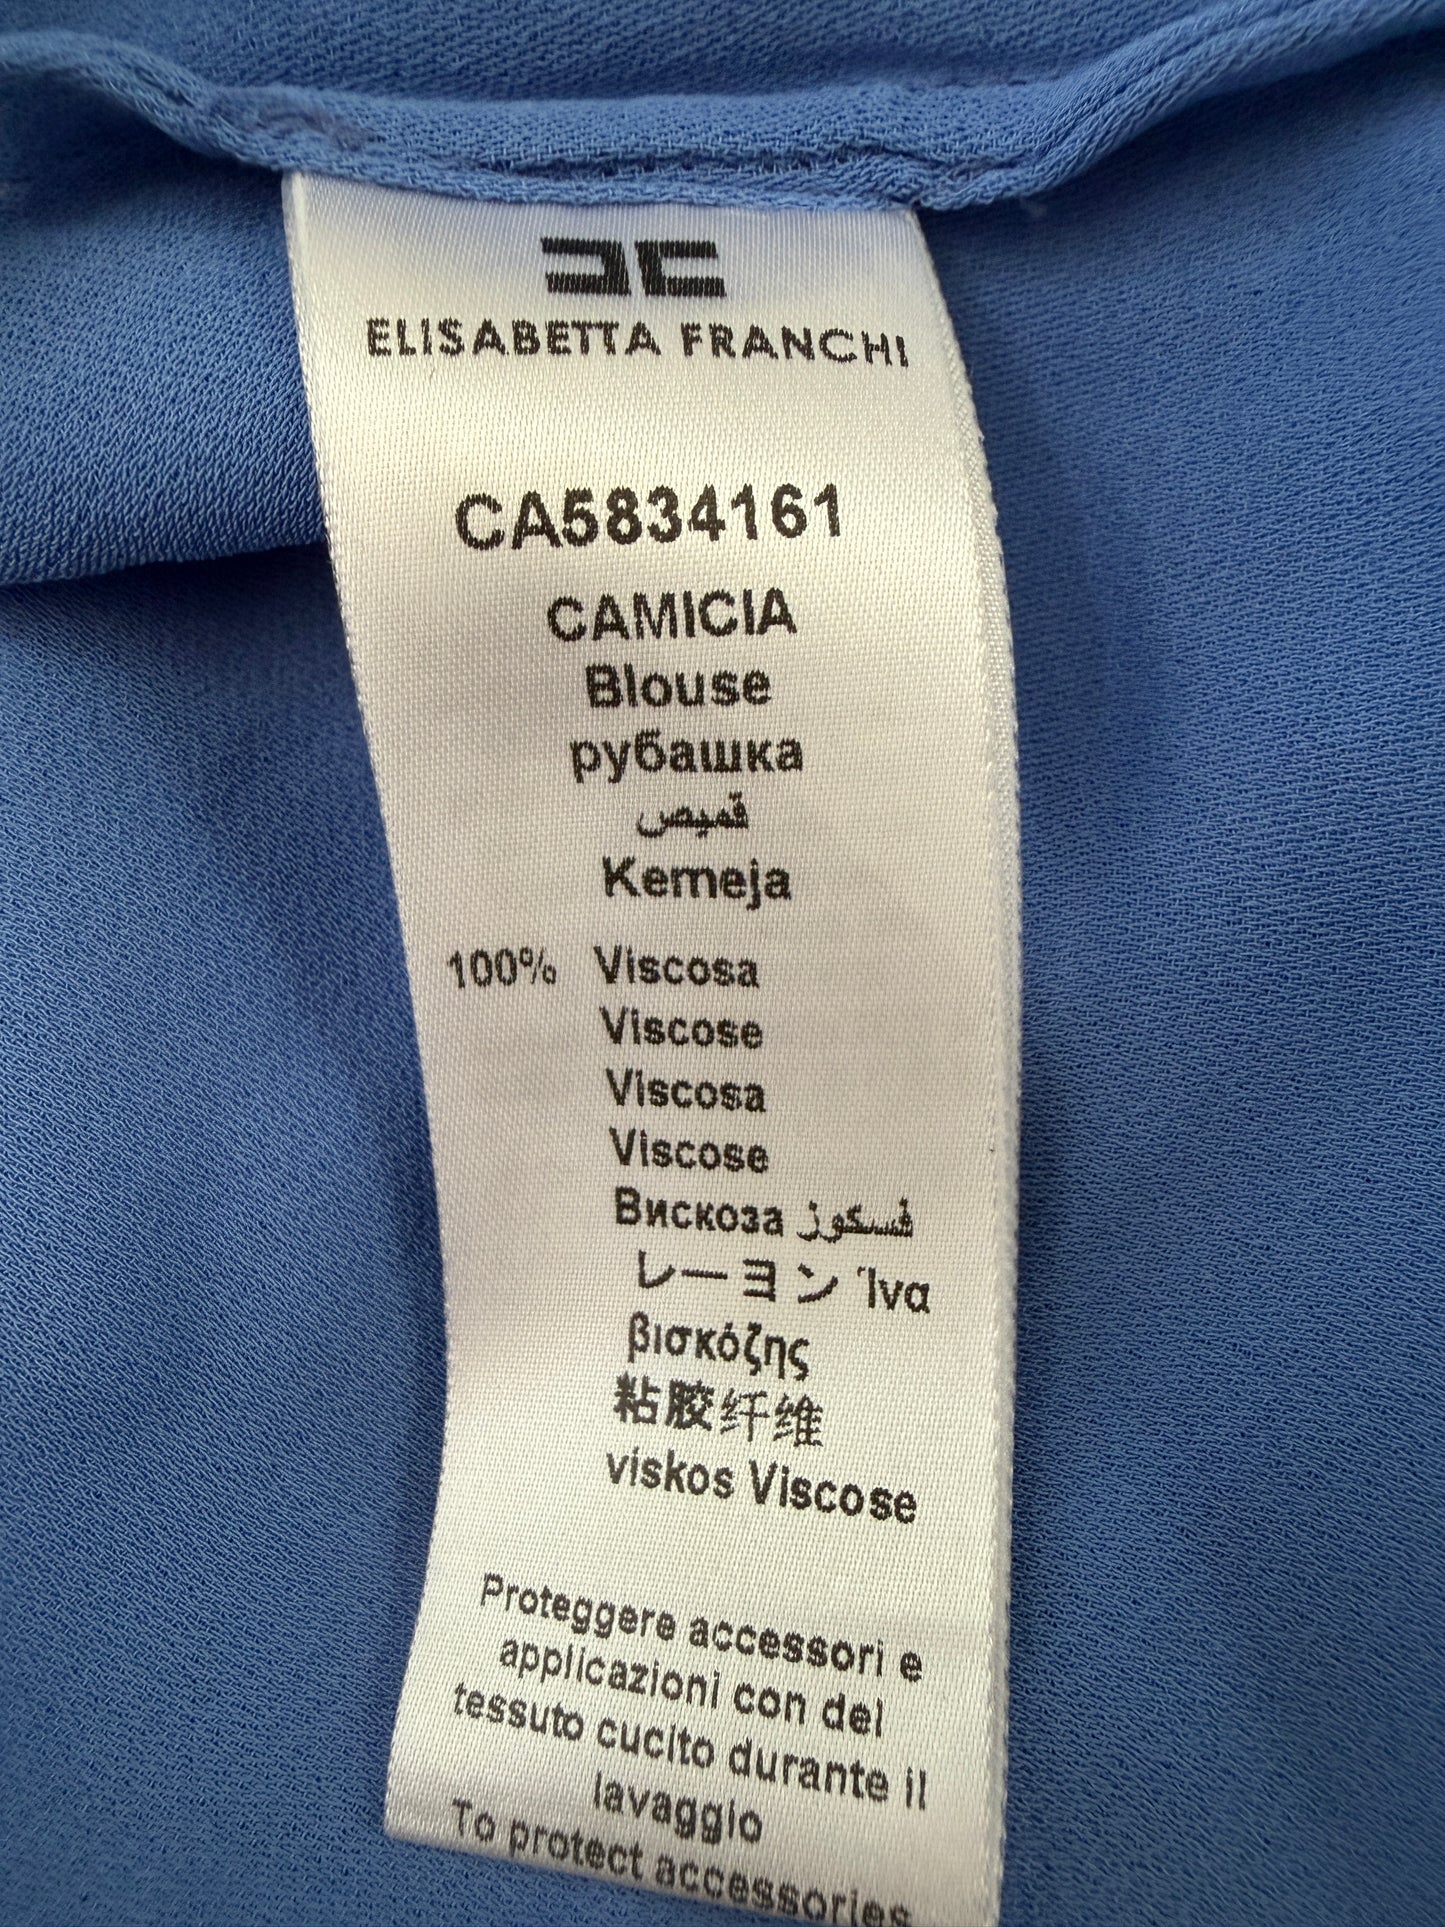 ELISABETTA FRANCHI
CA5834161
CAMICIA
Blouse
рубашка
قميص
Kemeja
100% Viscosa
Viscose
Viscosa
Viscose
Вискоза فسكوز
レーヨン Ίνα
βισκόζης
粘胶纤维
viskos Viscose
Proteggere accessori e
applicazioni con del
tessuto cucito durante il
lavaggio
To protect accessories